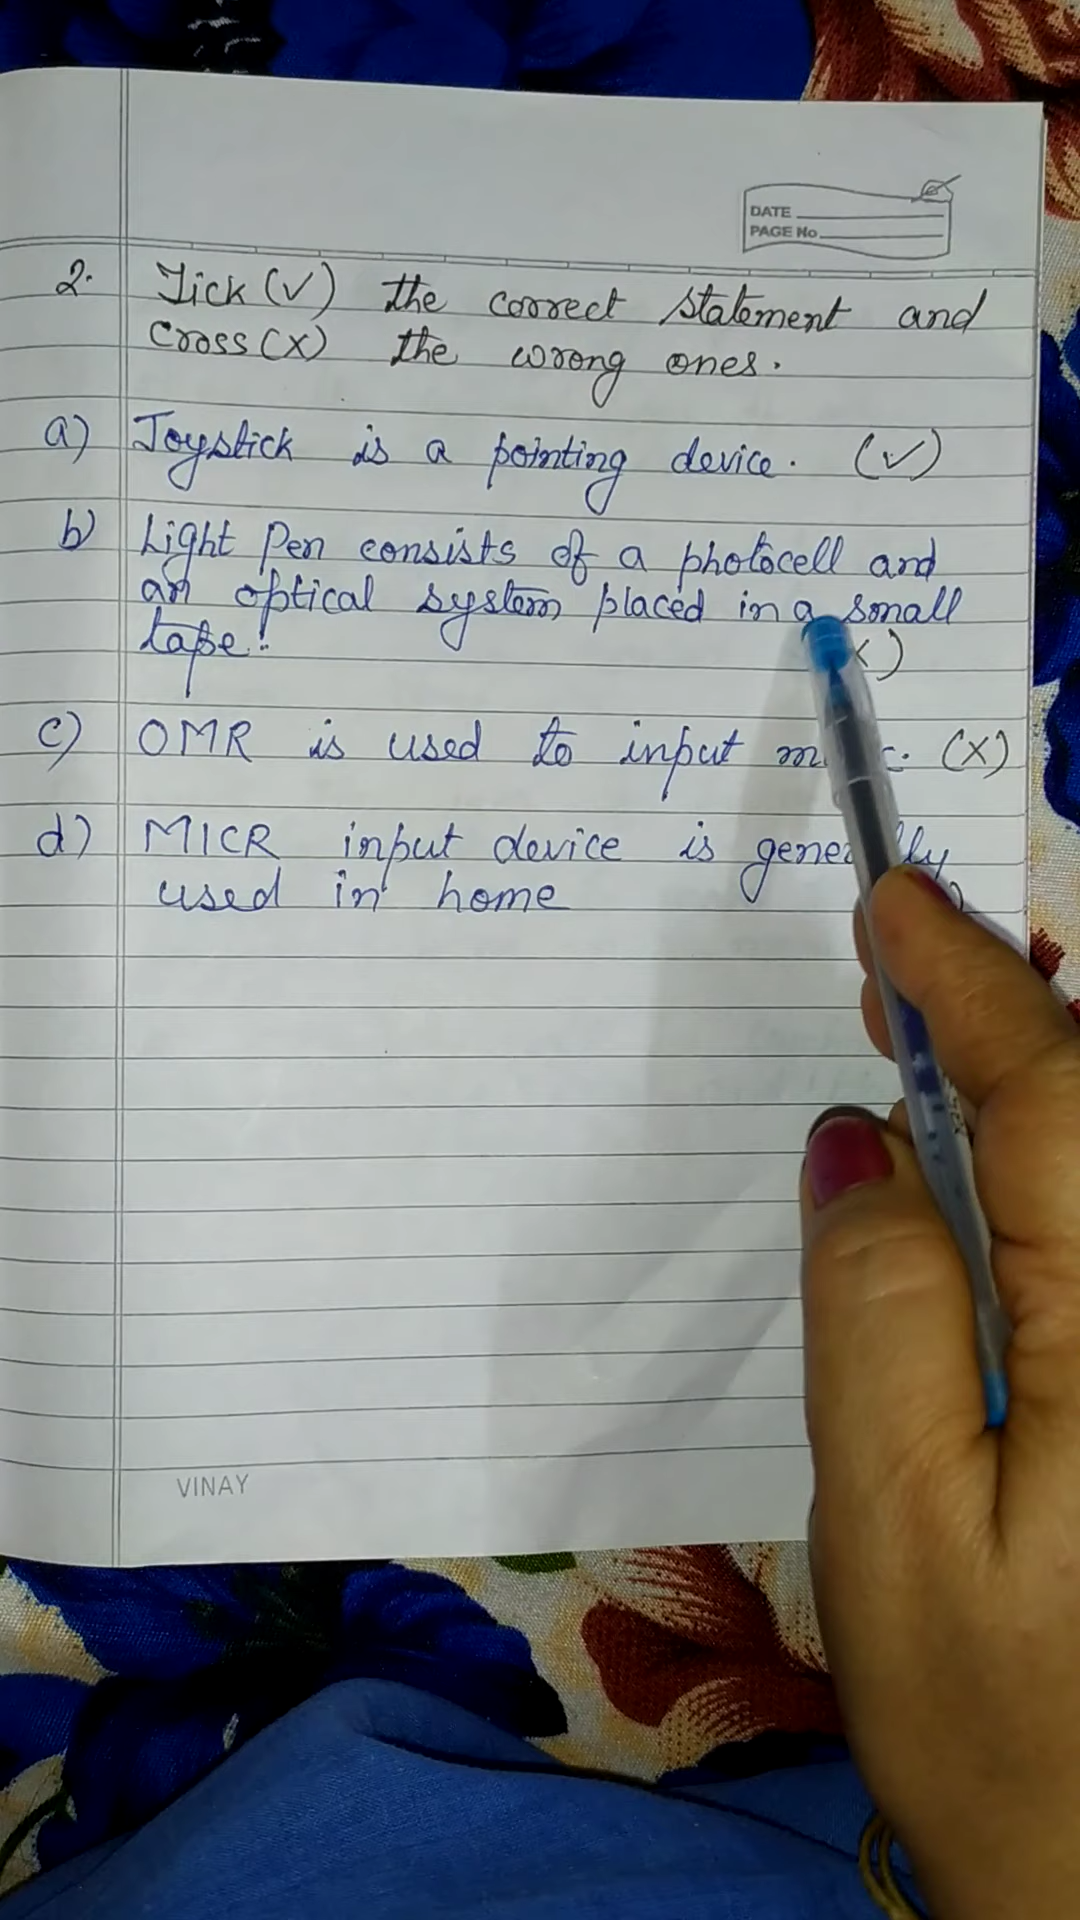 DATE
PAGE No
2. Tick (✓) the correct statement and
Cross (X) the wrong ones.
a) Joystick is a pointing device. (✓)
b) Light Pen consists of a photocell and
an optical system placed in a small
tape. )
c) OMR is used to input (X)
d) MICR input device is generally
used in home )
VINAY